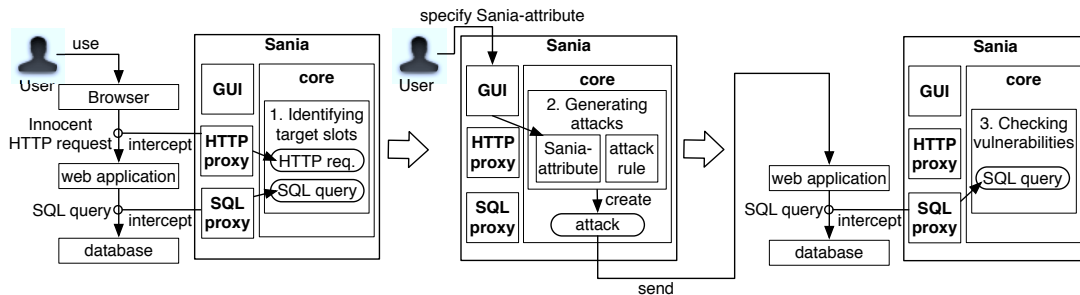 use
User
Browser
Innocent
HTTP request
intercept
web application
SQL query
intercept
database
Sania
GUI
HTTP
proxy
SQL
proxy
core
1. Identifying
target slots
HTTP req.
SQL query
specify Sania-attribute
User
Sania
GUI
HTTP
proxy
SQL
proxy
core
2. Generating
attacks
Sania-
attribute
attack
rule
create
attack
send
web application
SQL query
intercept
database
Sania
GUI
HTTP
proxy
SQL
proxy
core
3. Checking
vulnerabilities
SQL query